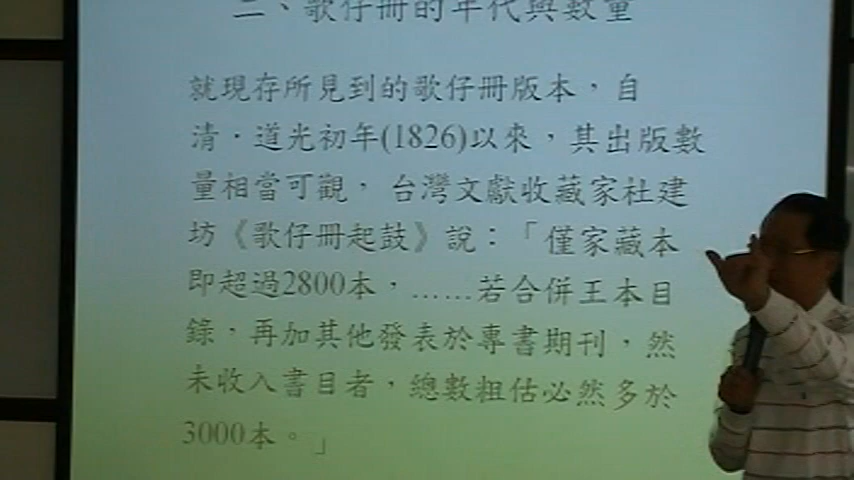 二、歌仔冊的年代與數量
就現存所見到的歌仔冊版本，自
清．道光初年(1826)以來，其出版數
量相當可觀， 台灣文獻收藏家杜建
坊《歌仔冊起鼓》說：「僅家藏本
即超過2800本，……若合併王本目
錄，再加其他發表於專書期刊，然
未收入書目者，總數粗估必然多於
3000本。」